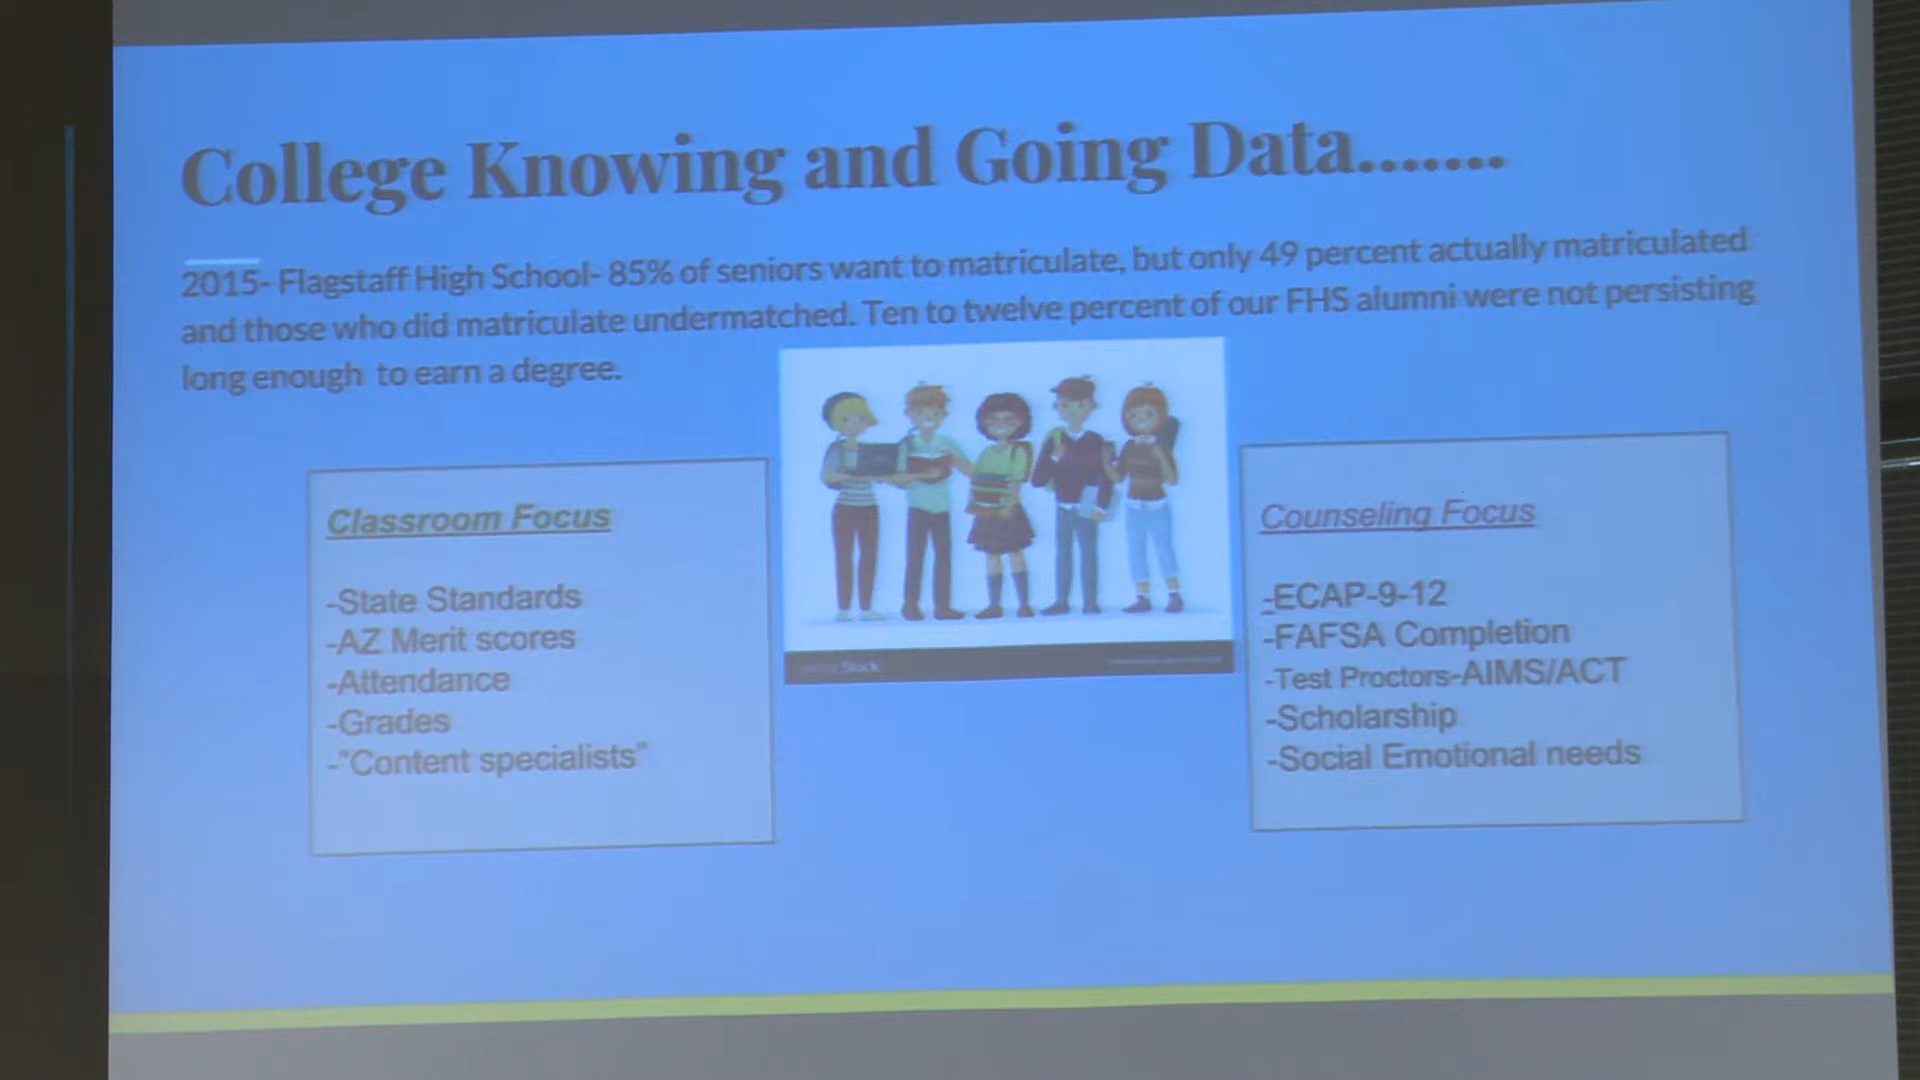 College Knowing and Going Data.......
2015- Flagstaff High School- 85% of seniors want to matriculate, but only 49 percent actually matriculated
and those who did matriculate undermatched. Ten to twelve percent of our FHS alumni were not persisting
long enough to earn a degree.
Classroom Focus
-State Standards
-AZ Merit scores
-Attendance
-Grades
-"Content specialists"
Stock
Counseling Focus
-ECAP-9-12
-FAFSA Completion
-Test Proctors-AIMS/ACT
-Scholarship
-Social Emotional needs